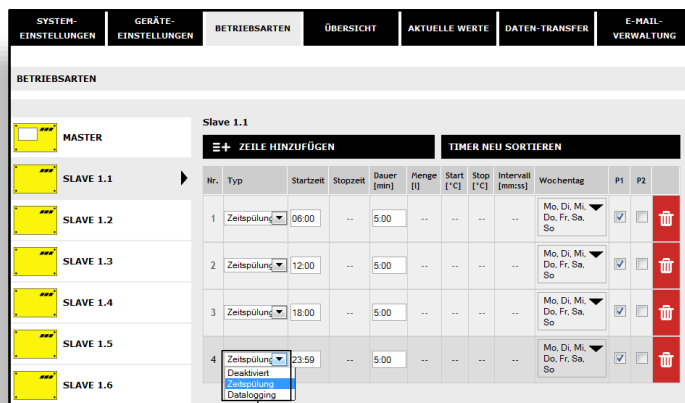 SYSTEM-
EINSTELLUNGEN
GERÄTE-
EINSTELLUNGEN
BETRIEBSARTEN
ÜBERSICHT
AKTUELLE WERTE
DATEN-TRANSFER
E-MAIL-
VERWALTUNG
BETRIEBSARTEN
MASTER
SLAVE 1.1
SLAVE 1.2
SLAVE 1.3
SLAVE 1.4
SLAVE 1.5
SLAVE 1.6
Slave 1.1
ZEILE HINZUFÜGEN
TIMER NEU SORTIEREN
Nr. Typ Startzeit Stopzeit Dauer [min] Menge [l] Start [°C] Stop [°C] Intervall [mm:ss] Wochentag P1 P2
1 Zeitspülung 06:00 -- 5:00 -- -- -- -- Mo, Di, Mi,
Do, Fr, Sa,
So
2 Zeitspülung 12:00 -- 5:00 -- -- -- -- Mo, Di, Mi,
Do, Fr, Sa,
So
3 Zeitspülung 18:00 -- 5:00 -- -- -- -- Mo, Di, Mi,
Do, Fr, Sa,
So
4 Zeitspülung 23:59 -- 5:00 -- -- -- -- Mo, Di, Mi,
Do, Fr, Sa,
So
Deaktiviert
Zeitspülung
Datalogging